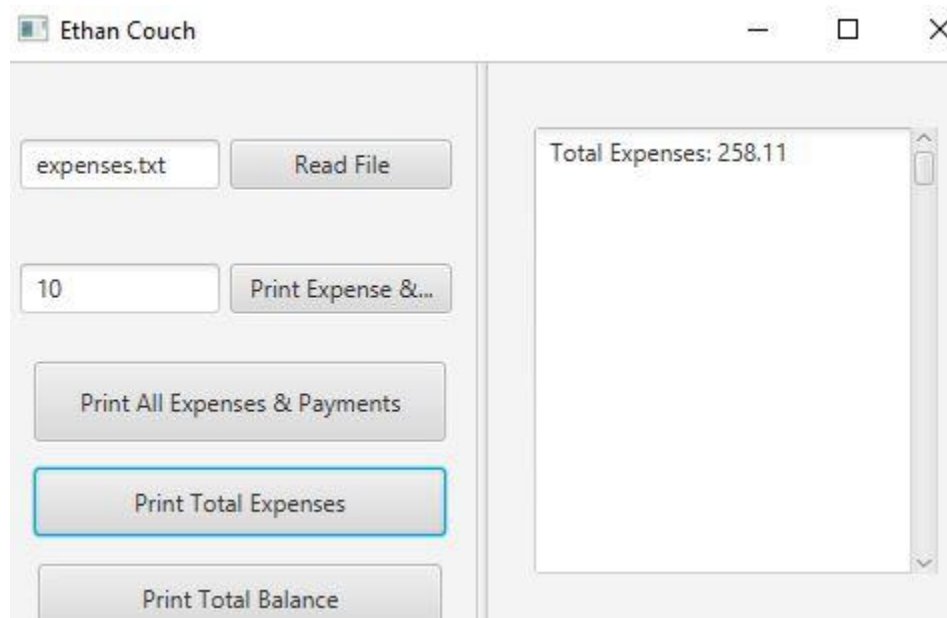 Ethan Couch
expenses.txt
Read File
Total Expenses: 258.11
10
Print Expense &...
Print All Expenses & Payments
Print Total Expenses
Print Total Balance